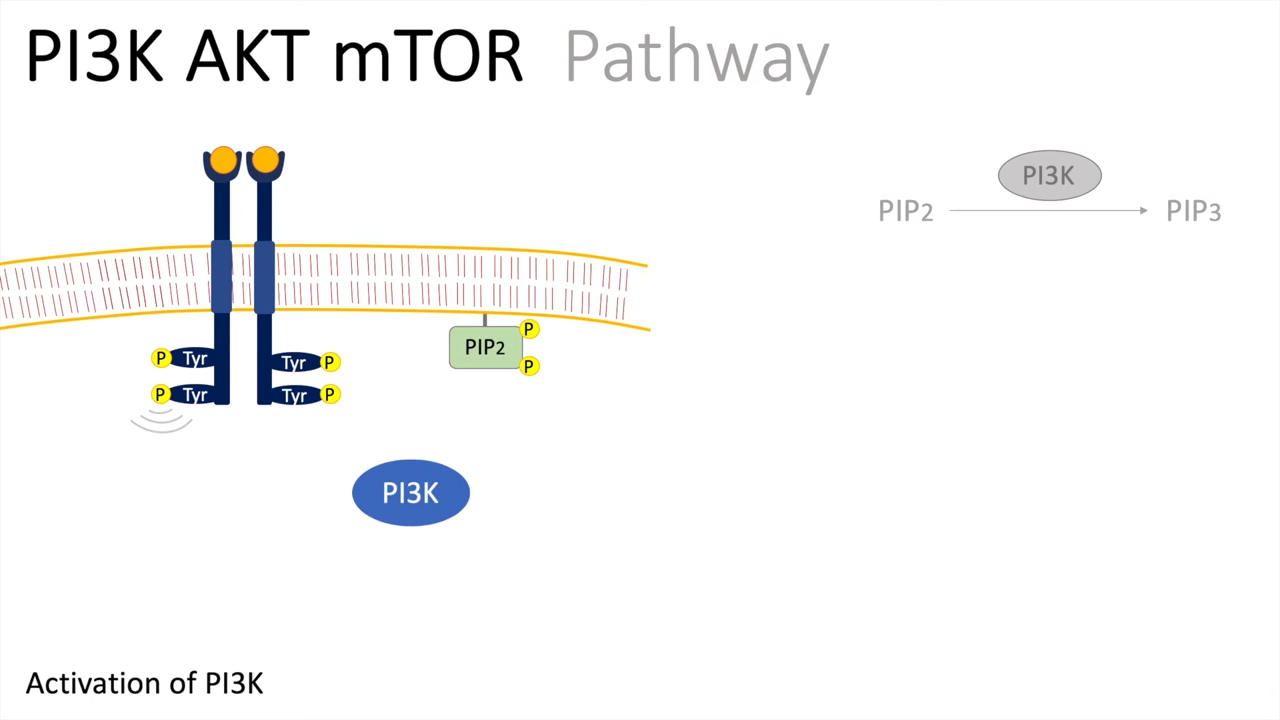 PI3K AKT mTOR Pathway
PI3K
PIP2 PIP3
P Tyr Tyr P
P Tyr Tyr P
PIP2 P
P
PI3K
Activation of PI3K